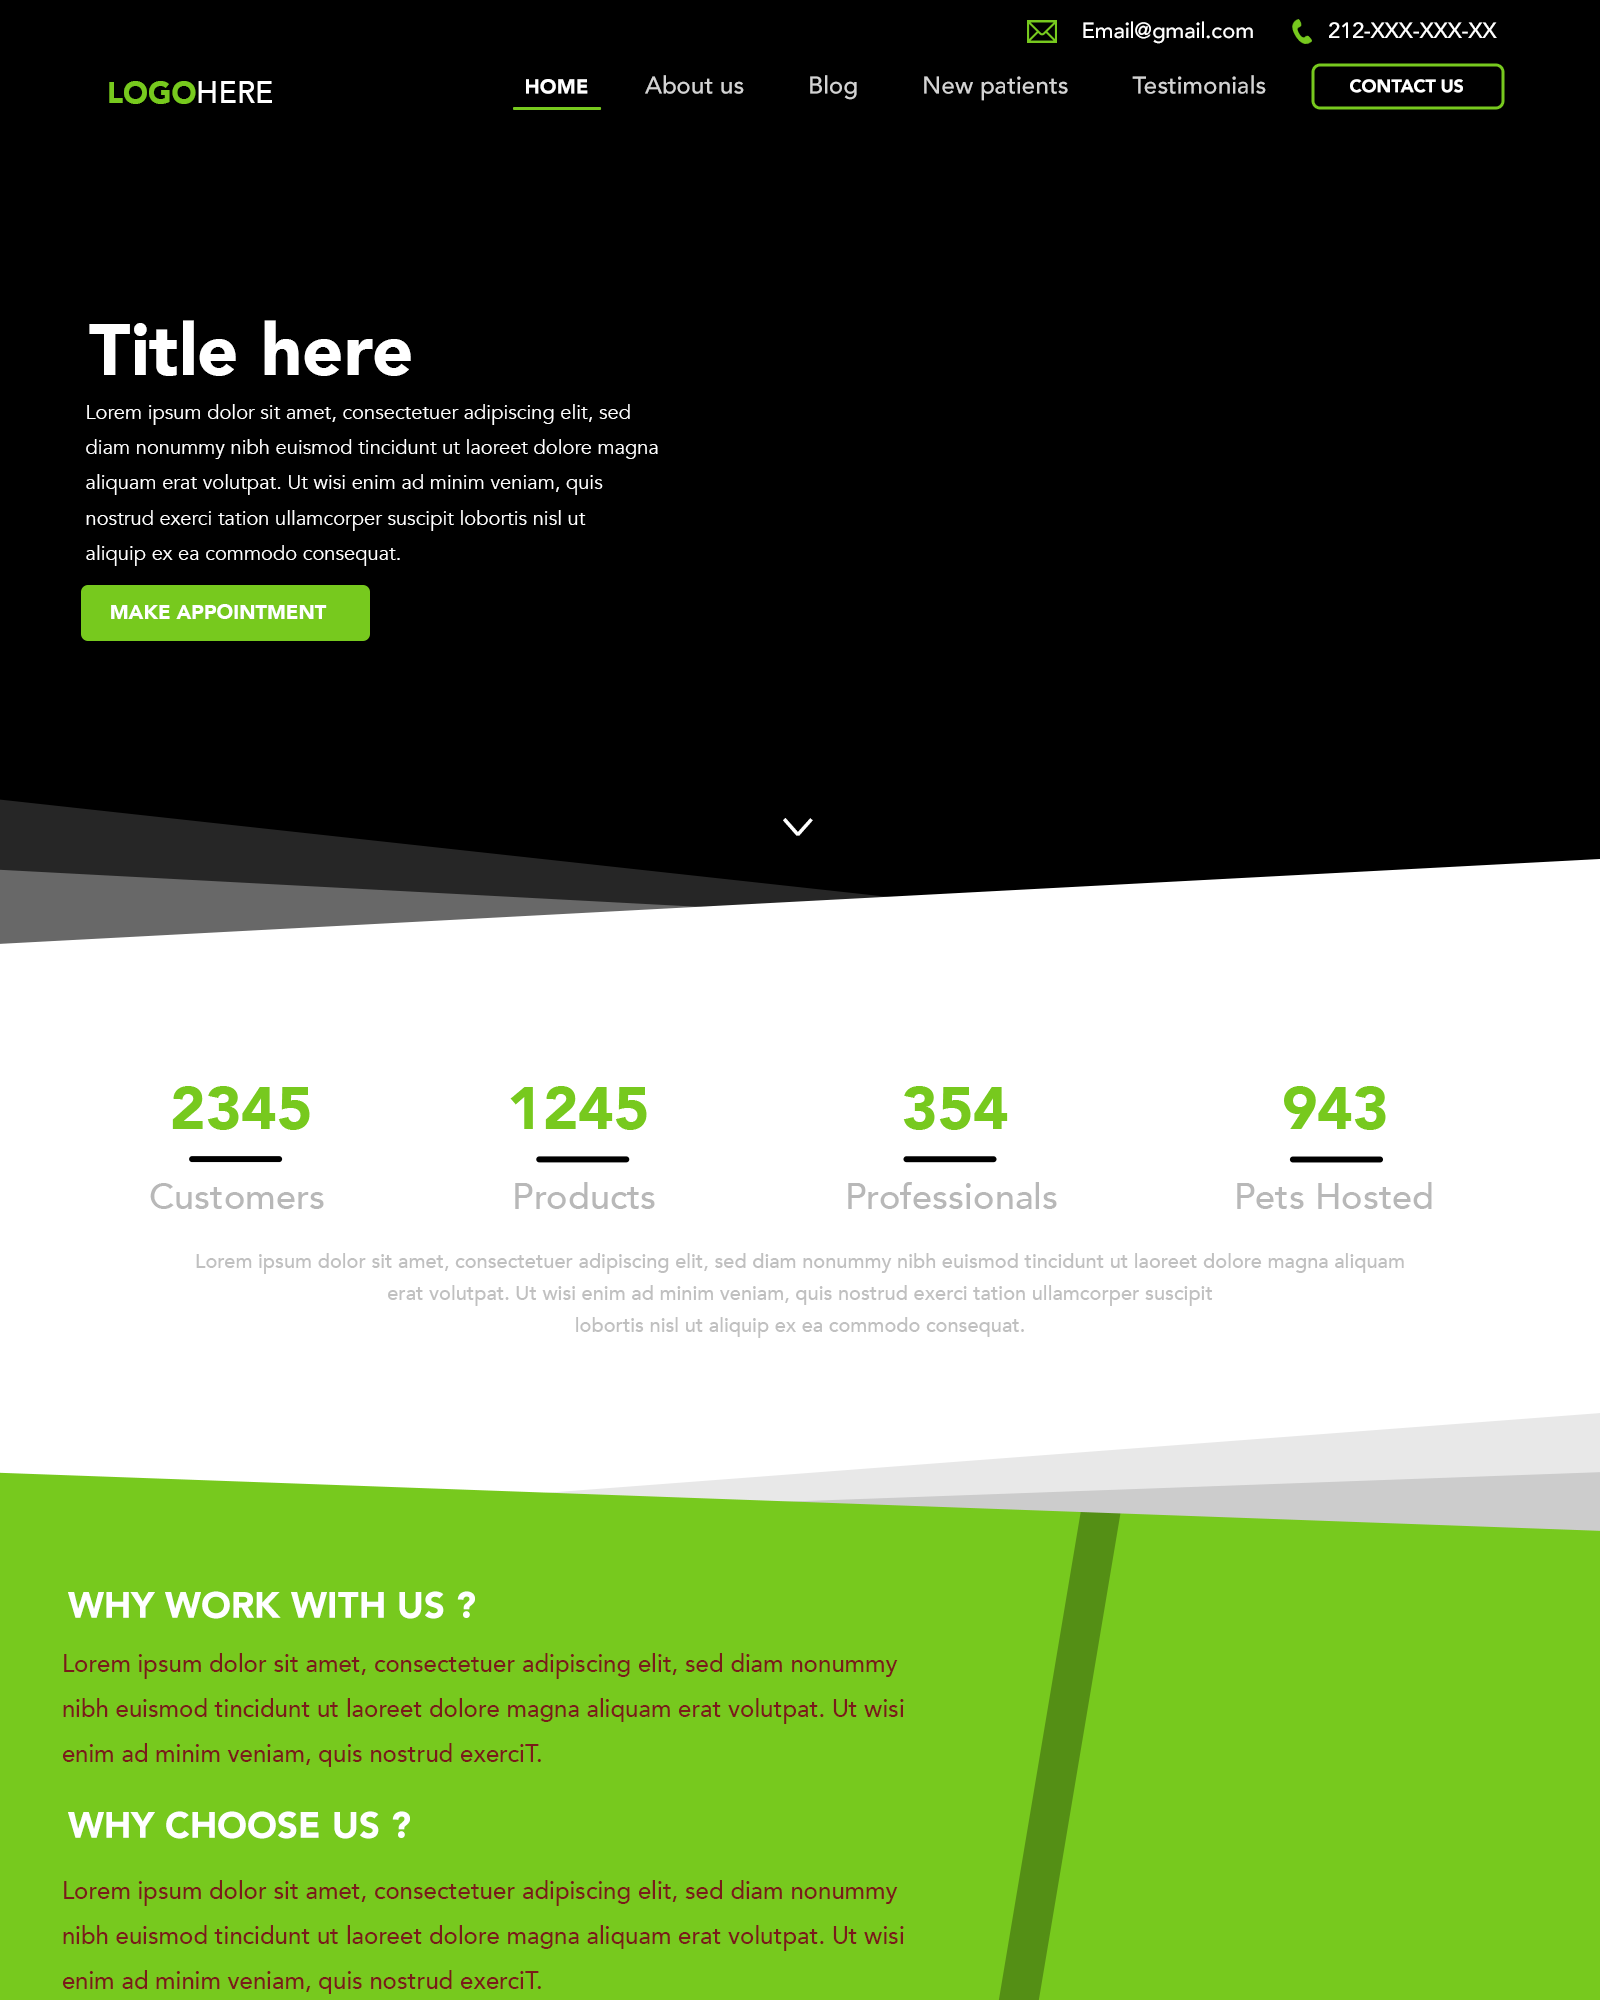 Email@gmail.com 212-XXX-XXX-XX
LOGOHERE HOME About us Blog New patients Testimonials CONTACT US
Title here
Lorem ipsum dolor sit amet, consectetuer adipiscing elit, sed
diam nonummy nibh euismod tincidunt ut laoreet dolore magna
aliquam erat volutpat. Ut wisi enim ad minim veniam, quis
nostrud exerci tation ullamcorper suscipit lobortis nisl ut
aliquip ex ea commodo consequat.
MAKE APPOINTMENT
2345 1245 354 943
Customers Products Professionals Pets Hosted
Lorem ipsum dolor sit amet, consectetuer adipiscing elit, sed diam nonummy nibh euismod tincidunt ut laoreet dolore magna aliquam
erat volutpat. Ut wisi enim ad minim veniam, quis nostrud exerci tation ullamcorper suscipit
lobortis nisl ut aliquip ex ea commodo consequat.
WHY WORK WITH US ?
Lorem ipsum dolor sit amet, consectetuer adipiscing elit, sed diam nonummy
nibh euismod tincidunt ut laoreet dolore magna aliquam erat volutpat. Ut wisi
enim ad minim veniam, quis nostrud exerciT.
WHY CHOOSE US ?
Lorem ipsum dolor sit amet, consectetuer adipiscing elit, sed diam nonummy
nibh euismod tincidunt ut laoreet dolore magna aliquam erat volutpat. Ut wisi
enim ad minim veniam, quis nostrud exerciT.